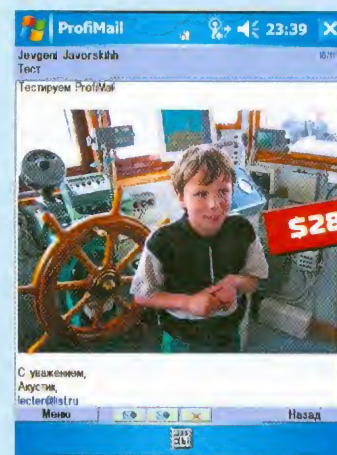 ProfiMail 23:39
Jevgeni Javorskihh
Тест
Тестируем ProfiMail
$28
С уважением,
Акустик,
lecter@list.ru
Меню Назад